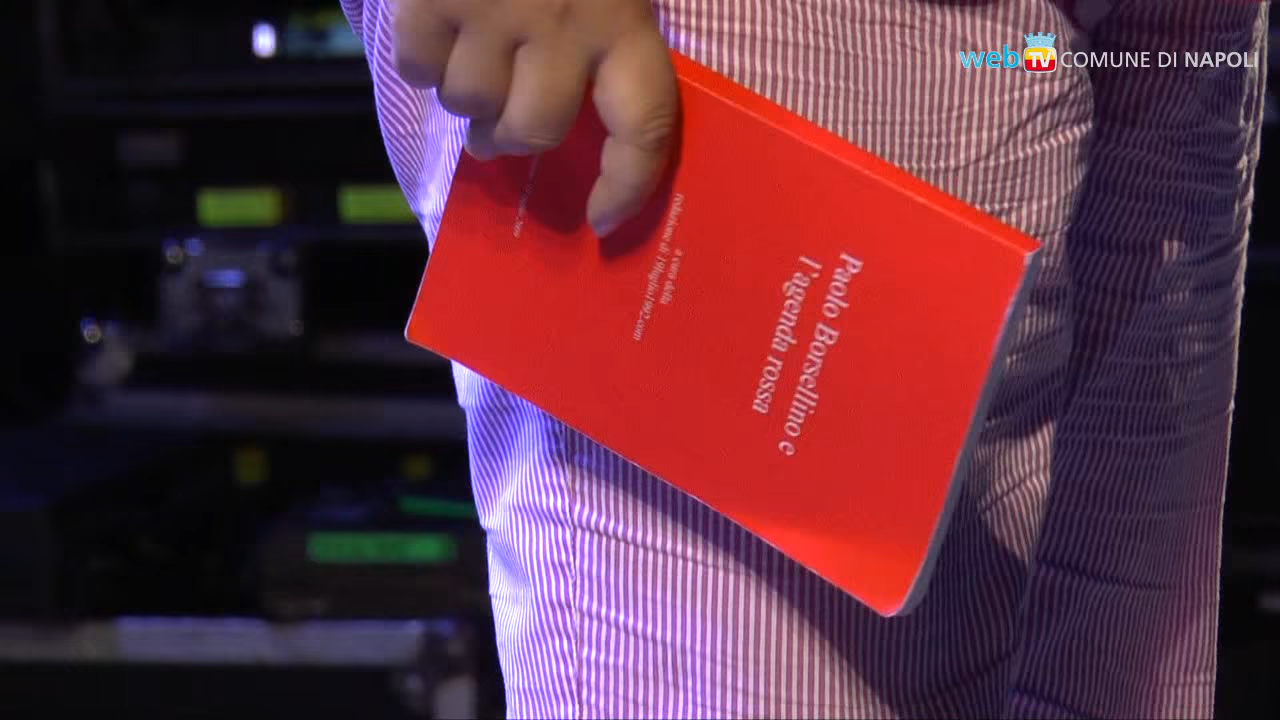 web TV COMUNE DI NAPOLI
Paolo Borsellino e
l'agenda rossa
a cura della
redazione di 19luglio1992.com